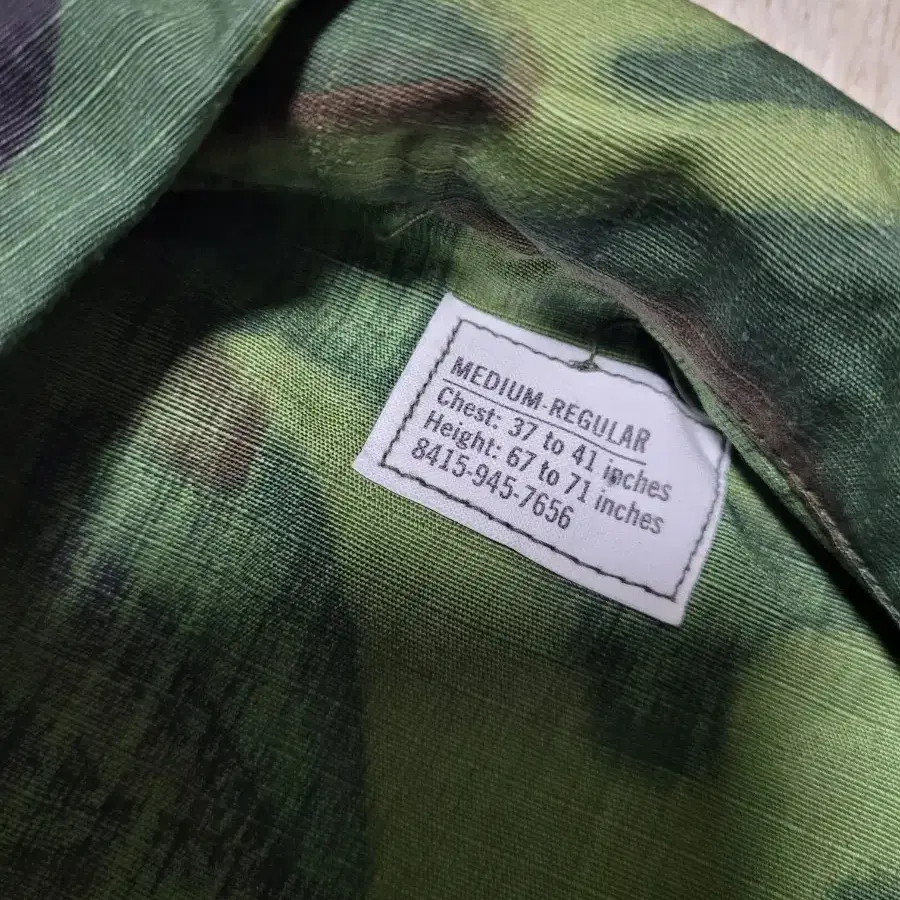 MEDIUM-REGULAR
Chest: 37 to 41 inches
Height: 67 to 71 inches
8415-945-7656